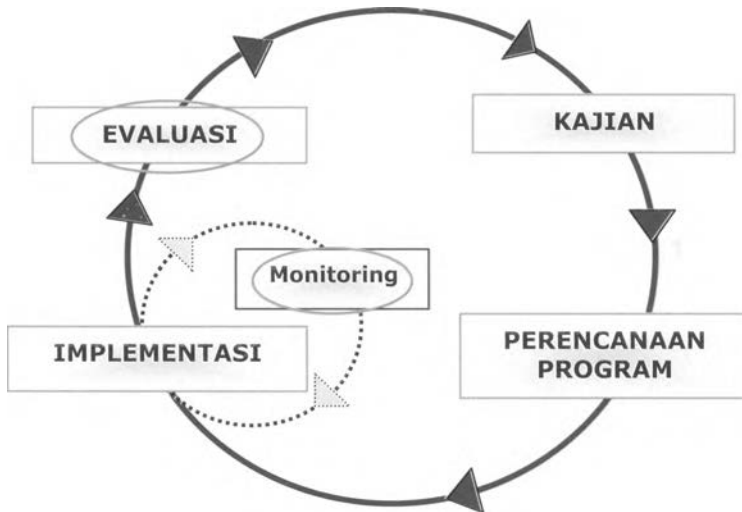 EVALUASI
KAJIAN
Monitoring
IMPLEMENTASI
PERENCANAAN
PROGRAM